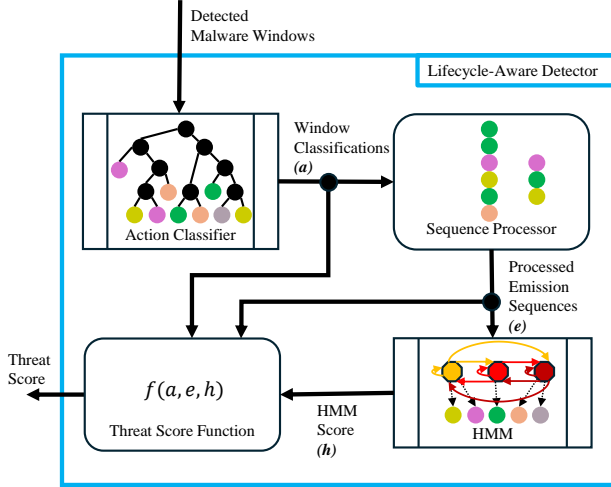 Detected
Malware Windows
Lifecycle-Aware Detector
Window
Classifications
(a)
Action Classifier
Sequence Processor
Processed
Emission
Sequences
(e)
Threat
Score
f(a, e, h)
Threat Score Function
HMM
Score
(h)
HMM